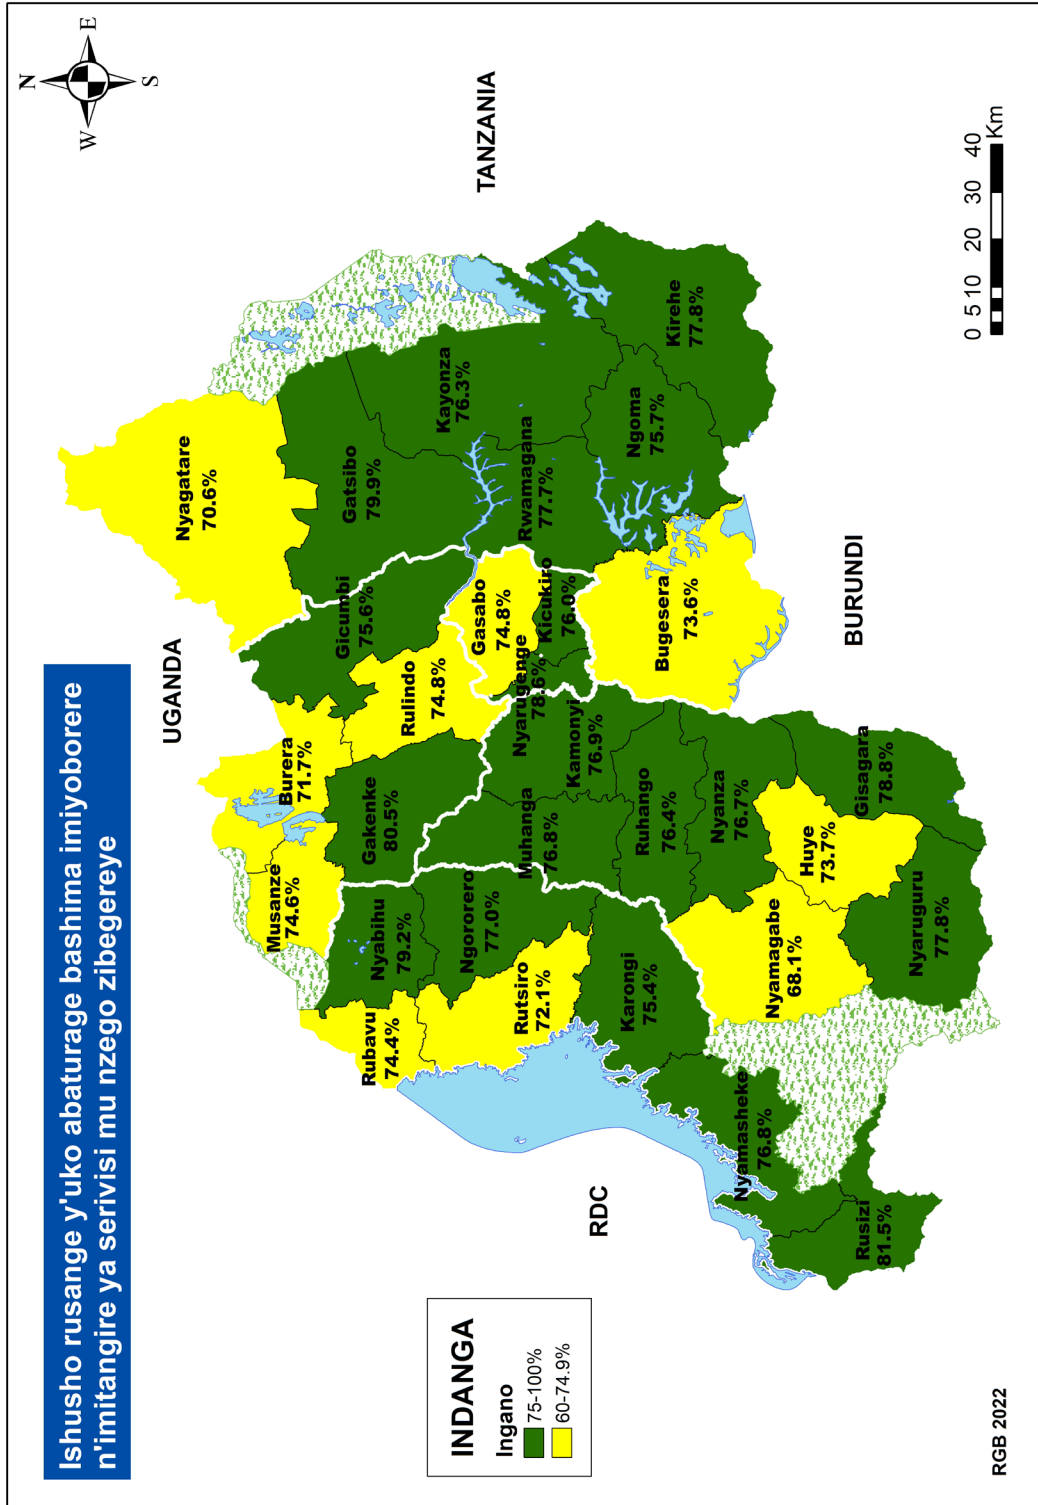 Ishusho rusange y'uko abaturage bashima imiyoborere
n'imitangire ya serivisi mu nzego zibegereye
N
W
E
S
UGANDA
TANZANIA
BURUNDI
RDC
Nyagatare
70.6%
Burera
71.7%
Musanze
74.6%
Gicumbi
75.6%
Gatsibo
79.9%
Rubavu
74.4%
Nyabihu
79.2%
Gakenke
80.5%
Rulindo
74.8%
Kayonza
76.3%
Ngororero
77.0%
Gasabo
74.8%
Rutsiro
72.1%
Muhanga
76.8%
Nyarugenge
78.6%
Kicukiro
76.0%
Rwamagana
77.7%
Kamonyi
76.9%
Karongi
75.4%
Ruhango
76.4%
Bugesera
73.6%
Ngoma
75.7%
Kirehe
77.8%
Nyanza
76.7%
Nyamasheke
76.8%
Nyamagabe
68.1%
Huye
73.7%
Gisagara
78.8%
Rusizi
81.5%
Nyaruguru
77.8%
INDANGA
Ingano
75-100%
60-74.9%
RGB 2022
0 5 10 20 30 40
Km